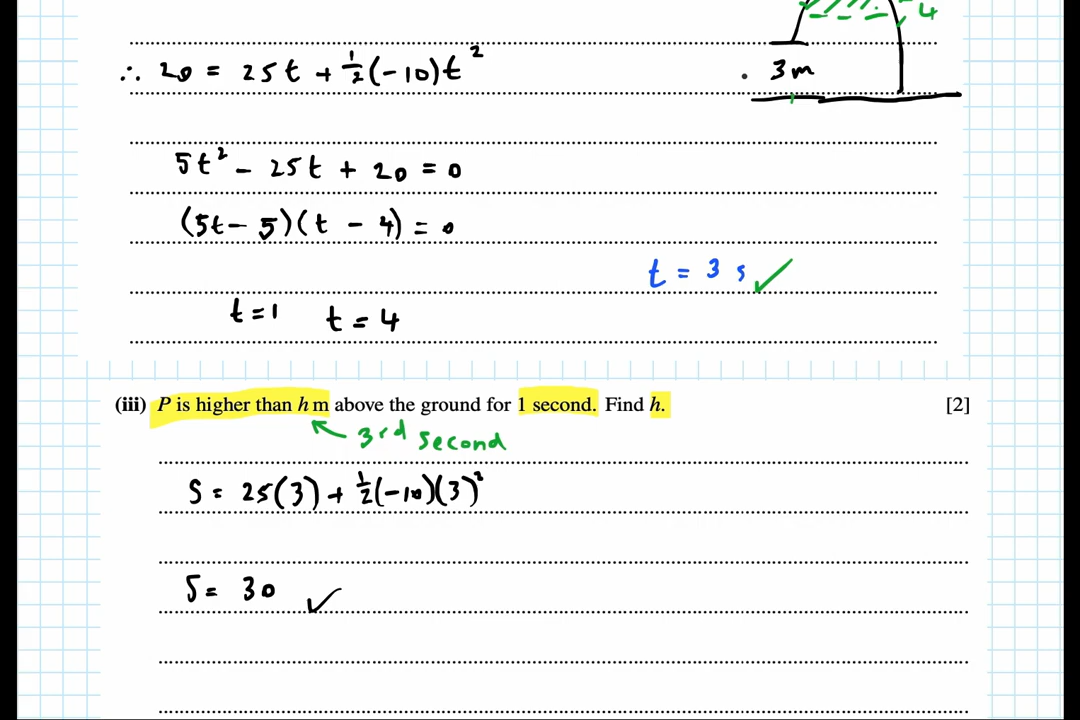 4
∴ 20 = 25t + ½(-10)t²
3m
5t² - 25t + 20 = 0
(5t - 5)(t - 4) = 0
t = 3 s ✓
t = 1 t = 4
(iii) P is higher than h m above the ground for 1 second. Find h. [2]
3rd second
S = 25(3) + ½(-10)(3)²
S = 30 ✓